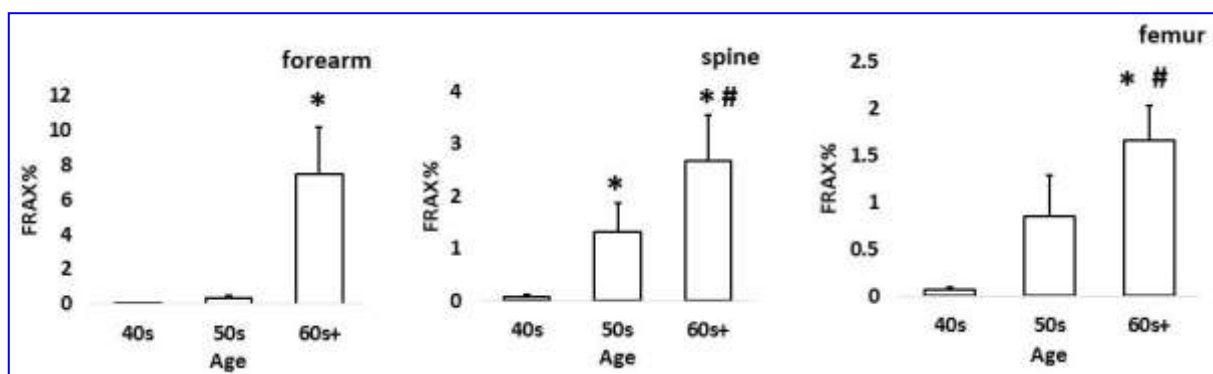 forearm
*
12
10
8
6
4
2
0
FRAX%
40s 50s 60s+
Age
spine
* #
*
4
3
2
1
0
FRAX%
40s 50s 60s+
Age
femur
* #
2.5
2
1.5
1
0.5
0
FRAX%
40s 50s 60s+
Age